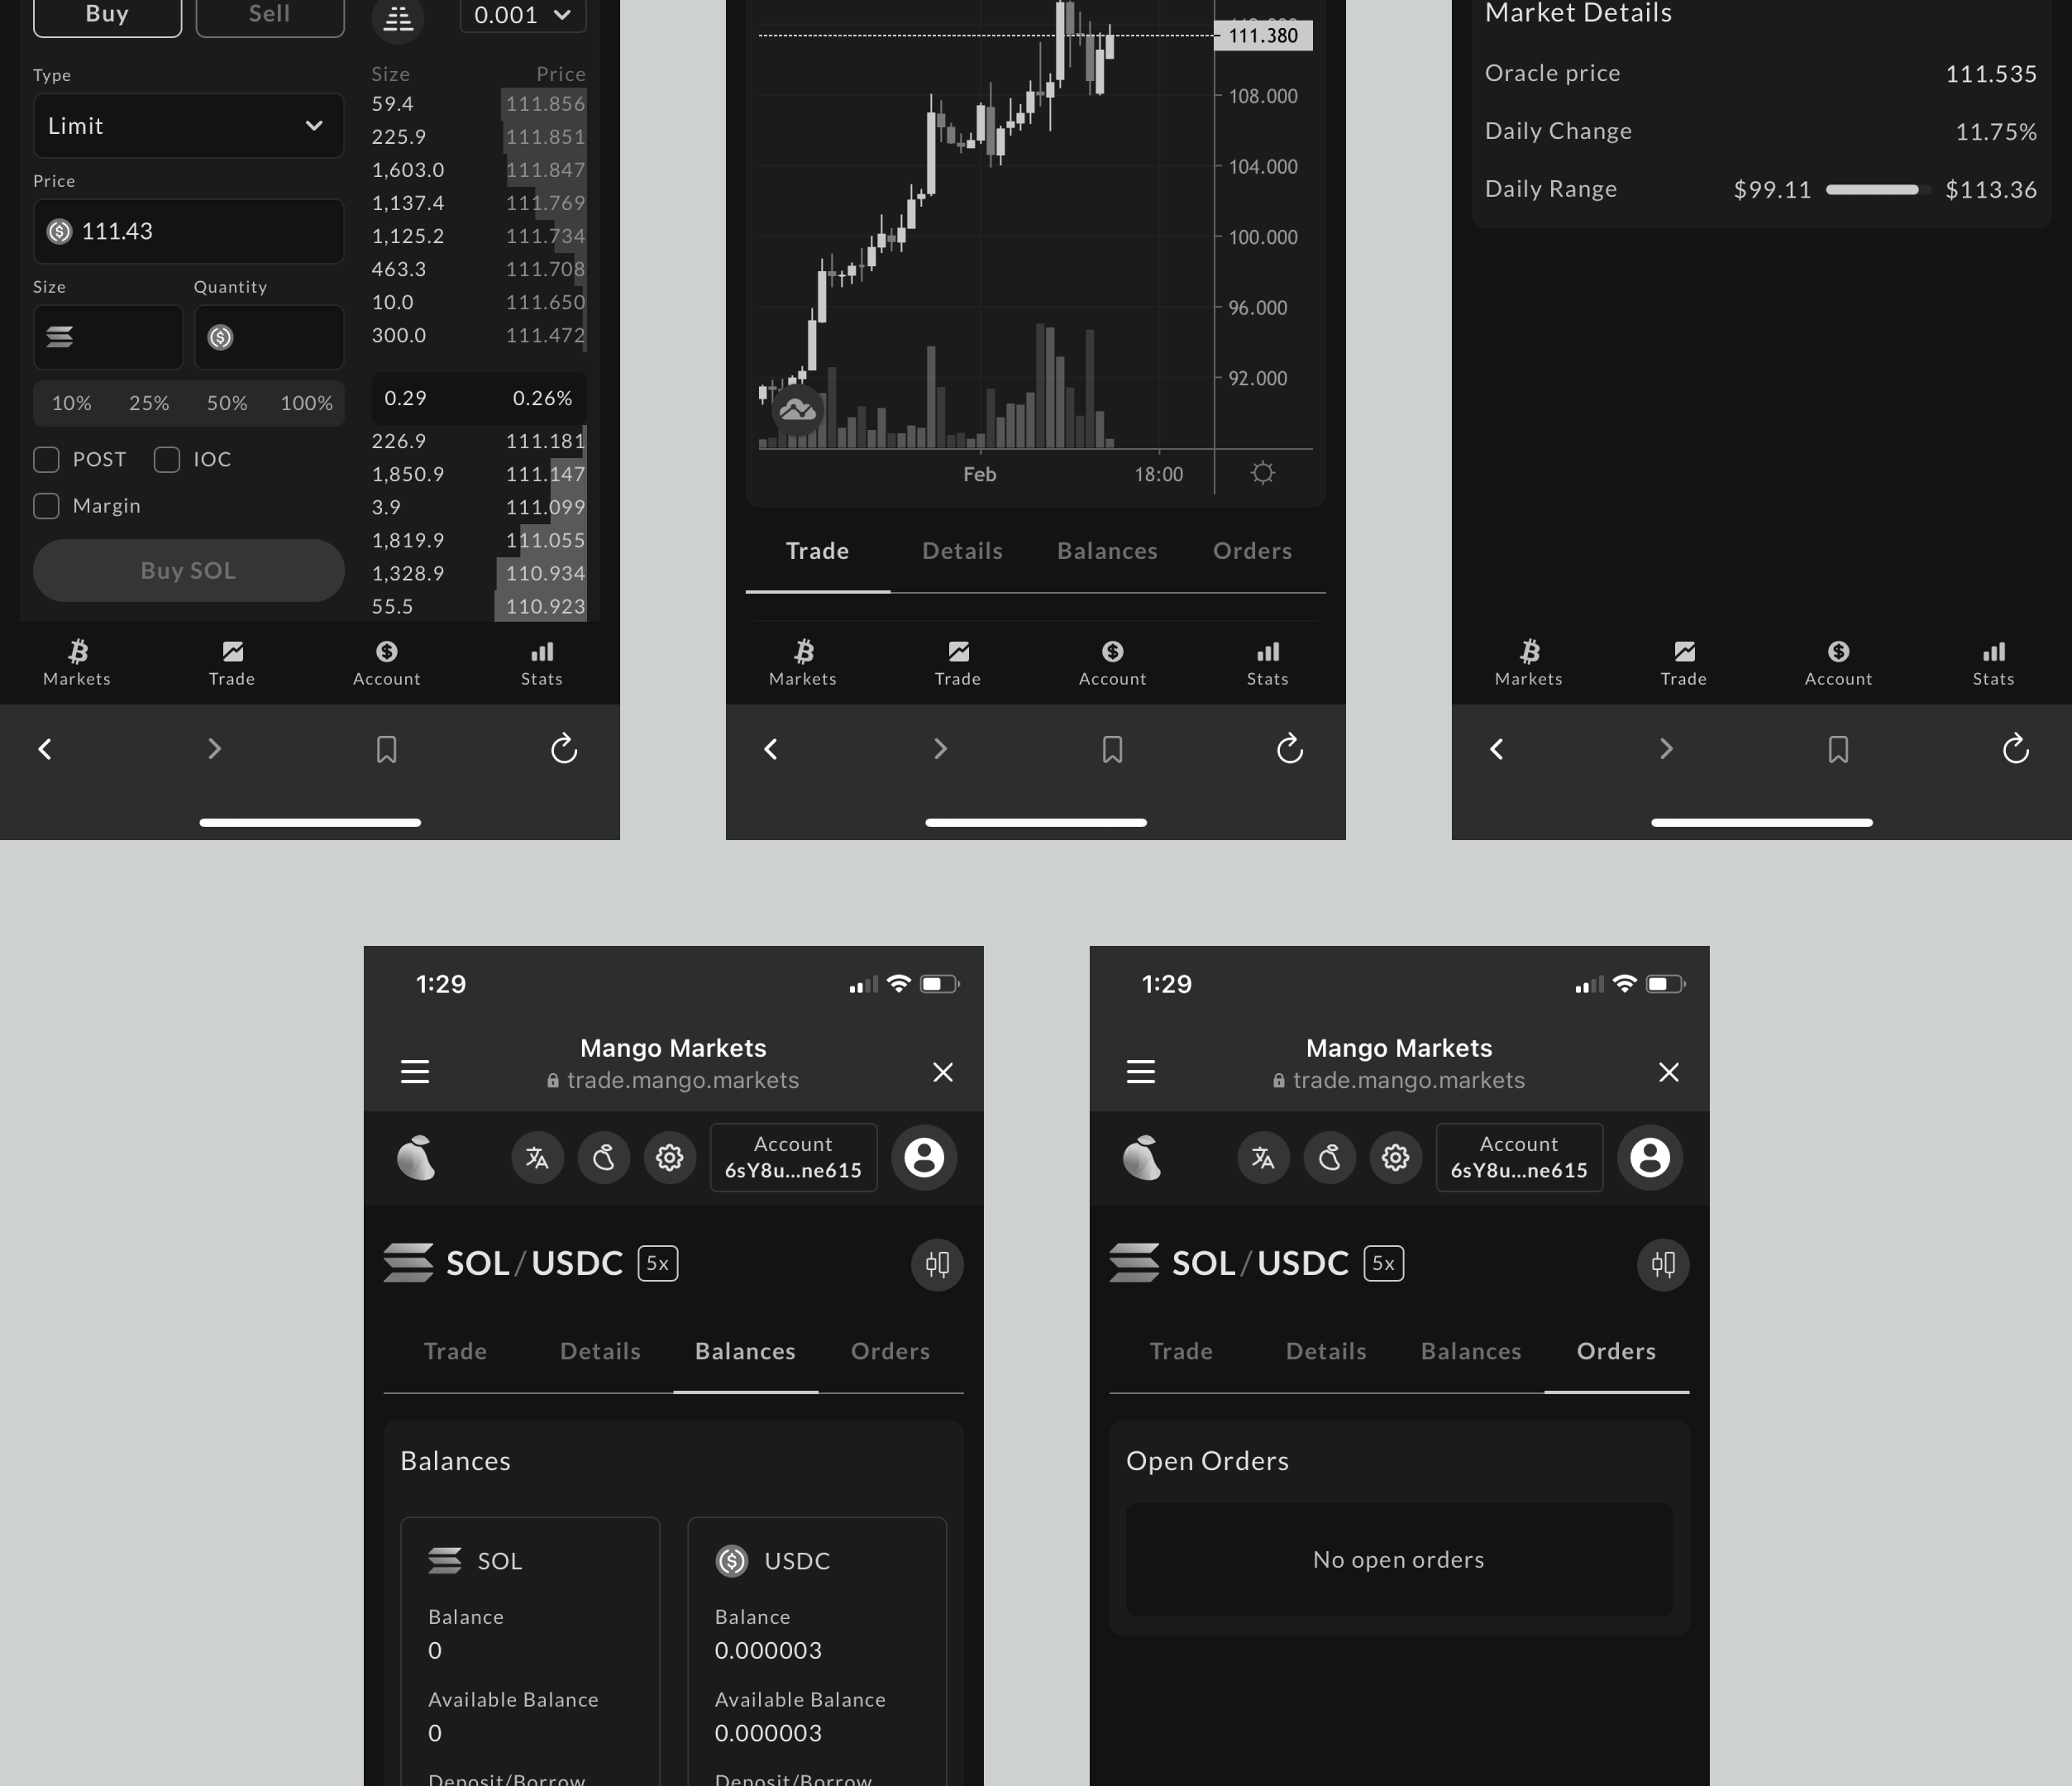 Buy
Sell
0.001
Type
Limit
Price
111.43
Size
Quantity
10% 25% 50% 100%
POST
IOC
Margin
Buy SOL
Size Price
59.4 111.856
225.9 111.851
1,603.0 111.847
1,137.4 111.769
1,125.2 111.734
463.3 111.708
10.0 111.650
300.0 111.472
0.29 0.26%
226.9 111.181
1,850.9 111.147
3.9 111.099
1,819.9 111.055
1,328.9 110.934
55.5 110.923
Markets Trade Account Stats
111.380
108.000
104.000
100.000
96.000
92.000
Feb 18:00
Trade Details Balances Orders
Markets Trade Account Stats
Market Details
Oracle price 111.535
Daily Change 11.75%
Daily Range $99.11 $113.36
Markets Trade Account Stats
1:29
Mango Markets
trade.mango.markets
Account
6sY8u...ne615
SOL/USDC 5x
Trade Details Balances Orders
Balances
SOL
Balance
0
Available Balance
0
Deposit/Borrow
USDC
Balance
0.000003
Available Balance
0.000003
Deposit/Borrow
1:29
Mango Markets
trade.mango.markets
Account
6sY8u...ne615
SOL/USDC 5x
Trade Details Balances Orders
Open Orders
No open orders